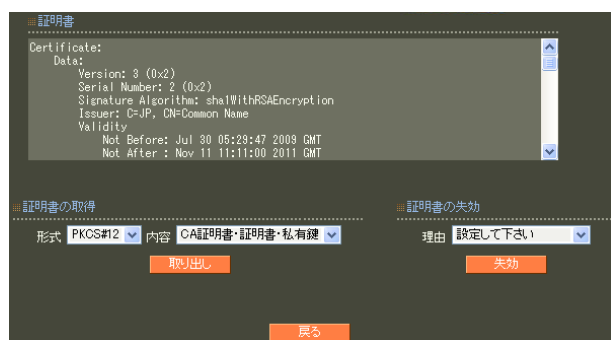 証明書
Certificate:
Data:
Version: 3 (0x2)
Serial Number: 2 (0x2)
Signature Algorithm: sha1WithRSAEncryption
Issuer: C=JP, CN=Common Name
Validity
Not Before: Jul 30 05:29:47 2009 GMT
Not After : Nov 11 11:11:00 2011 GMT
証明書の取得
形式 PKCS#12 内容 CA証明書・証明書・私有鍵
取り出し
証明書の失効
理由 設定して下さい
失効
戻る